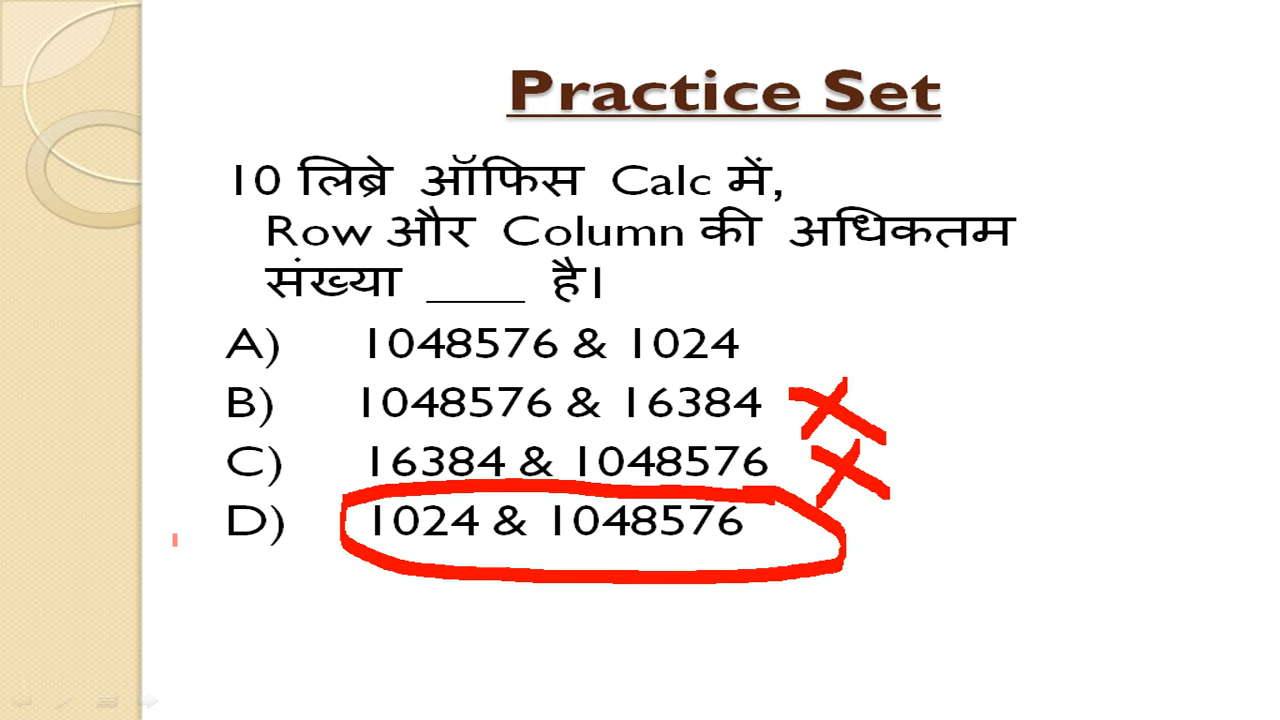 Practice Set
10 लिब्रे ऑफिस Calc में,
Row और Column की अधिकतम
संख्या ____ है।
A) 1048576 & 1024
B) 1048576 & 16384
C) 16384 & 1048576
D) 1024 & 1048576